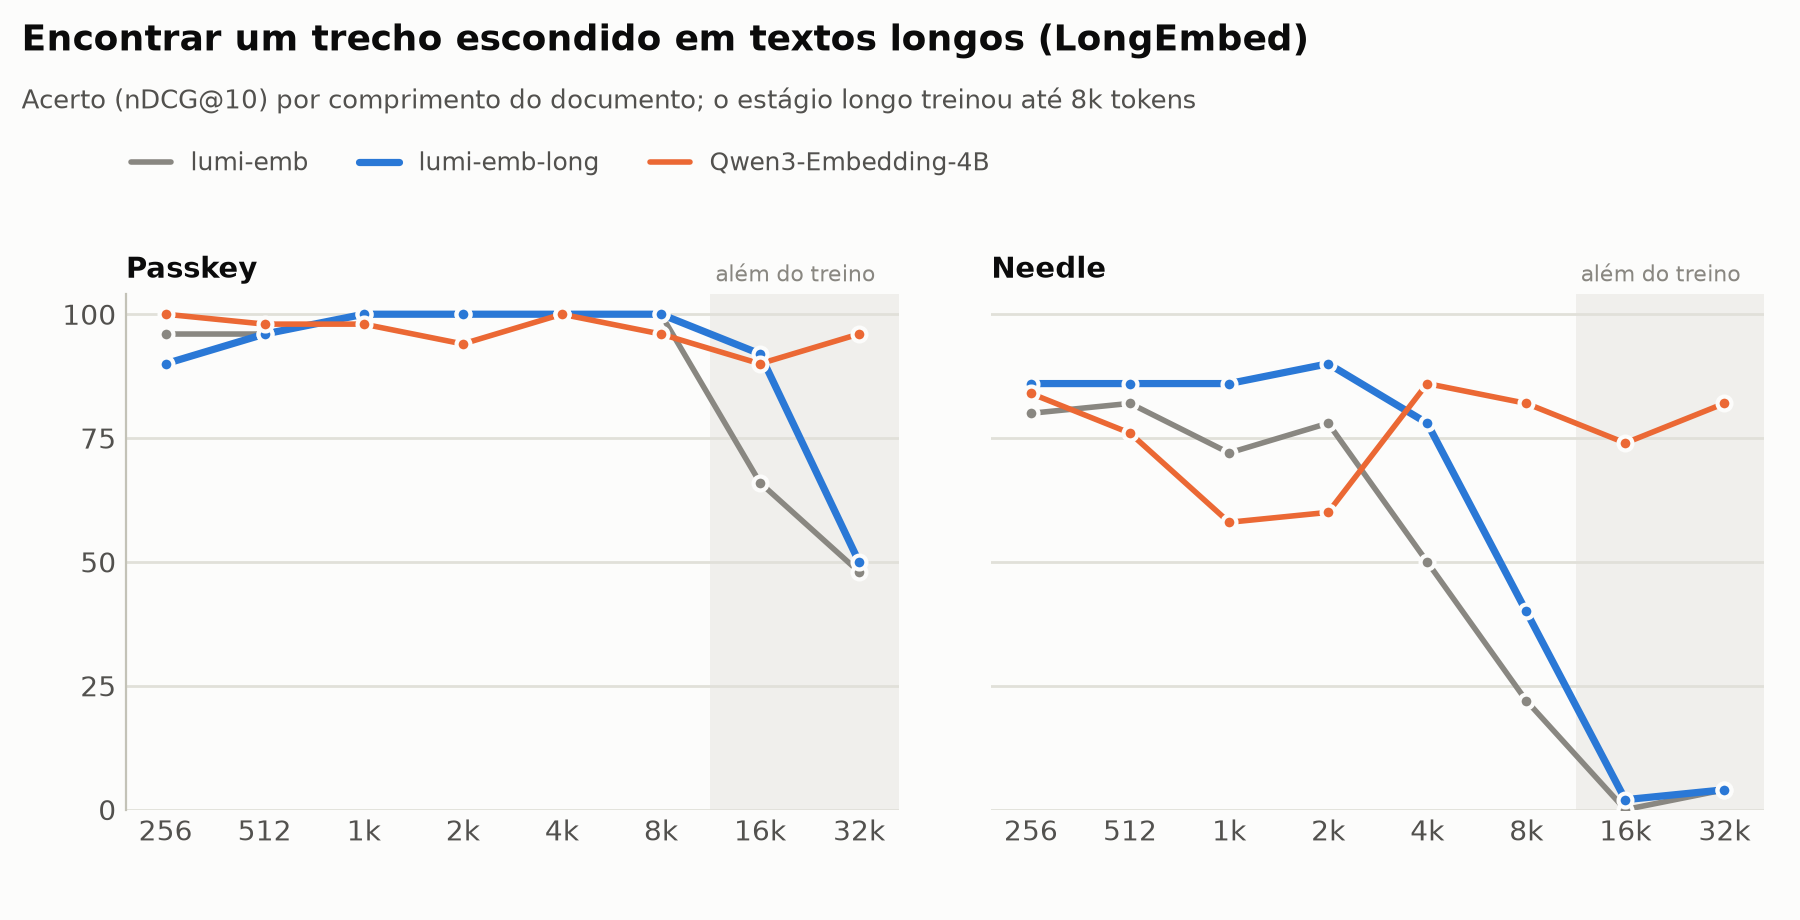 Encontrar um trecho escondido em textos longos (LongEmbed)
Acerto (nDCG@10) por comprimento do documento; o estágio longo treinou até 8k tokens
lumi-emb lumi-emb-long Qwen3-Embedding-4B
Passkey
além do treino
100
75
50
25
0
256 512 1k 2k 4k 8k 16k 32k
Needle
além do treino
256 512 1k 2k 4k 8k 16k 32k